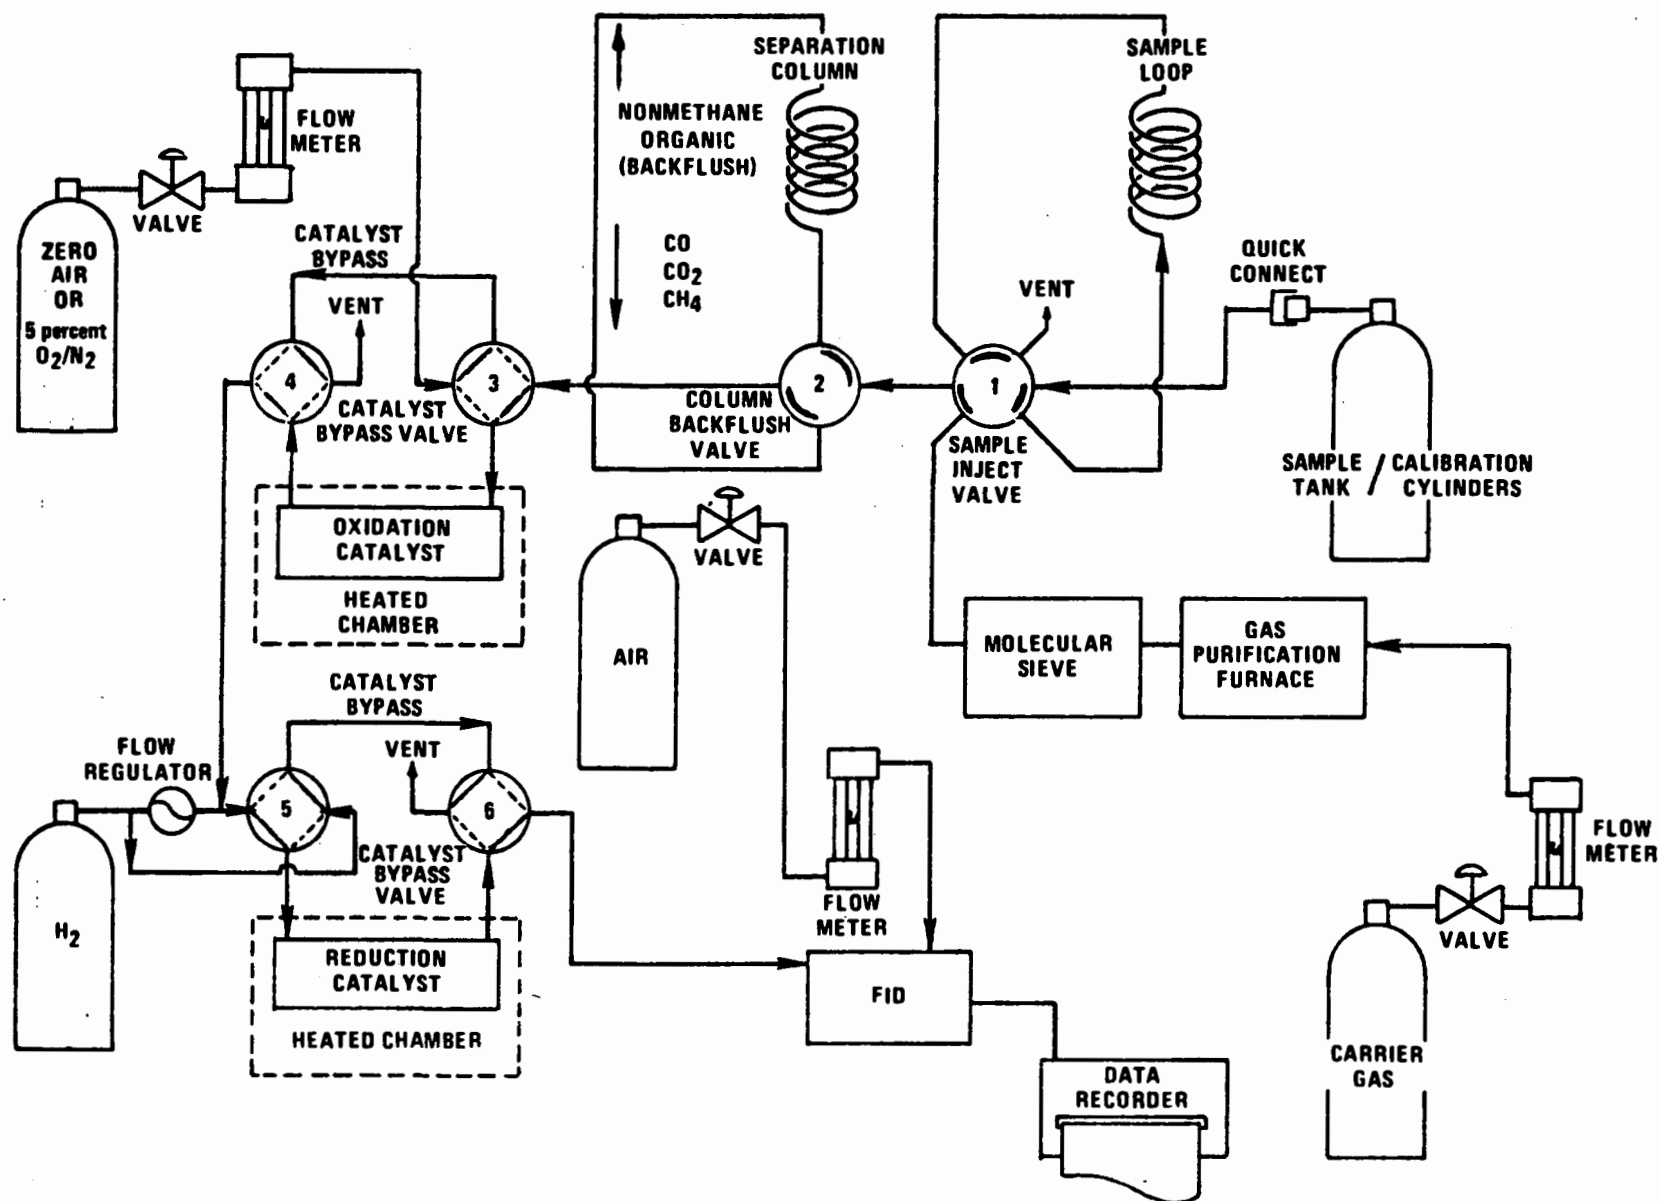 SEPARATION
COLUMN
SAMPLE
LOOP
FLOW
METER
NONMETHANE
ORGANIC
(BACKFLUSH)
VALVE
CATALYST
BYPASS
CO
CO2
CH4
QUICK
CONNECT
ZERO
AIR
OR
5 percent
O2/N2
VENT
VENT
4
3
2
1
CATALYST
BYPASS VALVE
COLUMN
BACKFLUSH
VALVE
SAMPLE
INJECT
VALVE
SAMPLE
TANK
/
CALIBRATION
CYLINDERS
OXIDATION
CATALYST
VALVE
HEATED
CHAMBER
AIR
MOLECULAR
SIEVE
GAS
PURIFICATION
FURNACE
CATALYST
BYPASS
VENT
FLOW
REGULATOR
5
6
CATALYST
BYPASS
VALVE
FLOW
METER
FLOW
METER
H2
REDUCTION
CATALYST
VALVE
HEATED CHAMBER
FID
CARRIER
GAS
DATA
RECORDER